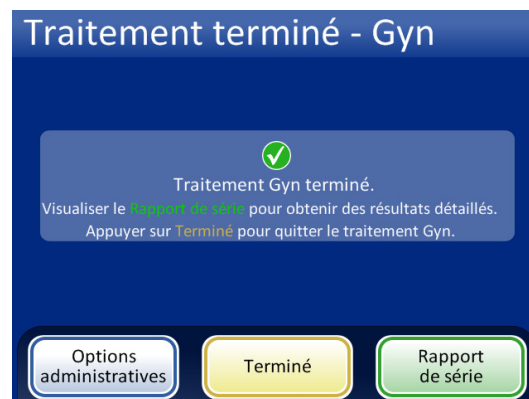 Traitement terminé - Gyn
Traitement Gyn terminé.
Visualiser le Rapport de série pour obtenir des résultats détaillés.
Appuyer sur Terminé pour quitter le traitement Gyn.
Options
administratives
Terminé
Rapport
de série